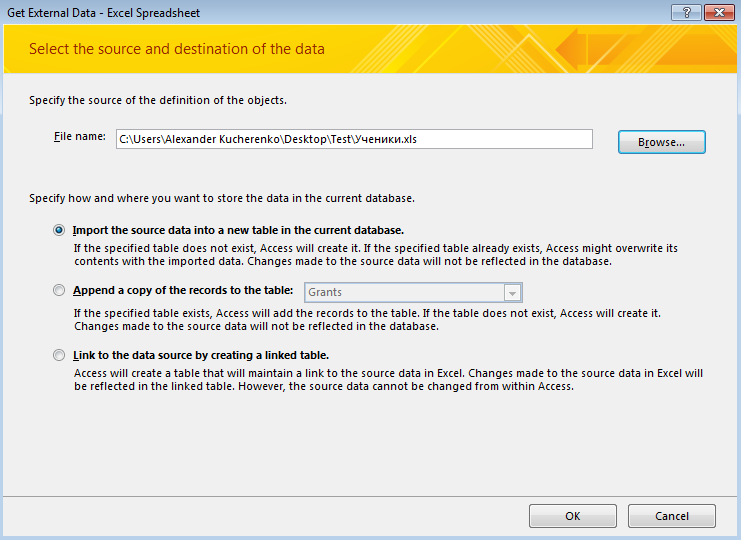 Get External Data - Excel Spreadsheet
Select the source and destination of the data
Specify the source of the definition of the objects.
File name: C:\Users\Alexander Kucherenko\Desktop\Test\Ученики.xls Browse...
Specify how and where you want to store the data in the current database.
Import the source data into a new table in the current database.
If the specified table does not exist, Access will create it. If the specified table already exists, Access might overwrite its
contents with the imported data. Changes made to the source data will not be reflected in the database.
Append a copy of the records to the table: Grants
If the specified table exists, Access will add the records to the table. If the table does not exist, Access will create it.
Changes made to the source data will not be reflected in the database.
Link to the data source by creating a linked table.
Access will create a table that will maintain a link to the source data in Excel. Changes made to the source data in Excel will
be reflected in the linked table. However, the source data cannot be changed from within Access.
OK Cancel